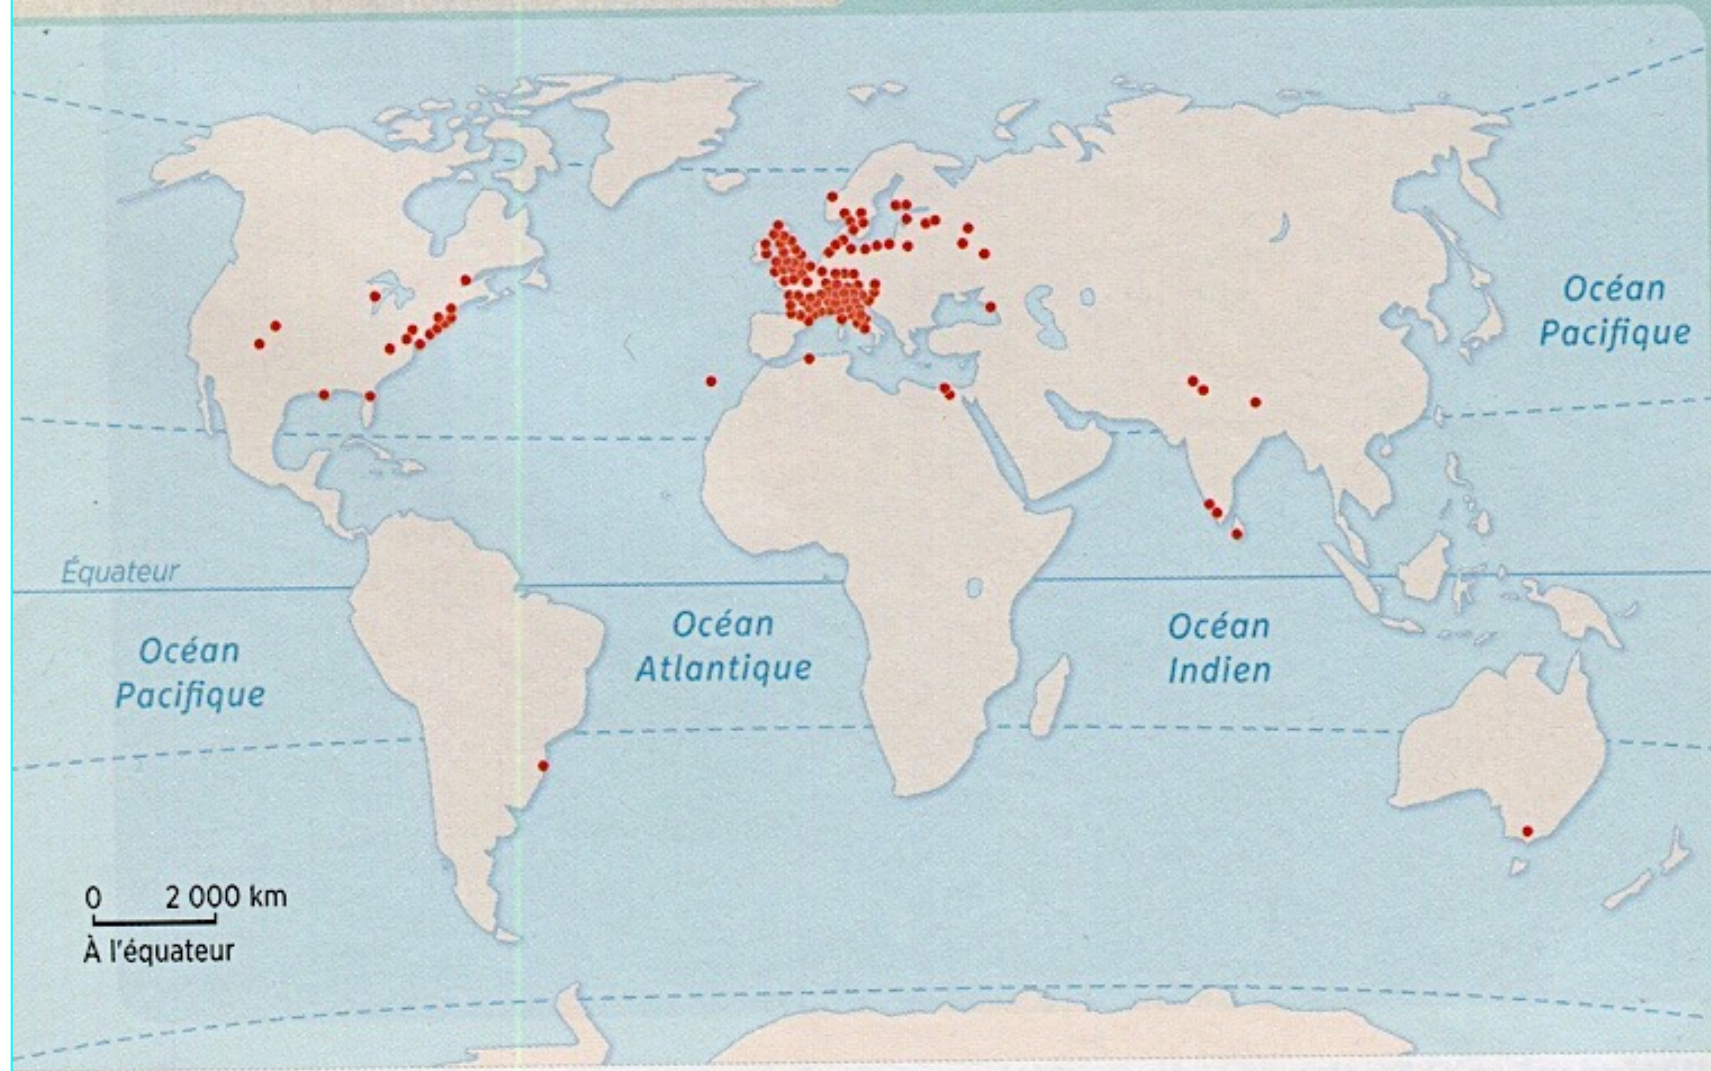 Océan
Pacifique
Équateur
Océan
Atlantique
Océan
Indien
Océan
Pacifique
0 2 000 km
À l'équateur